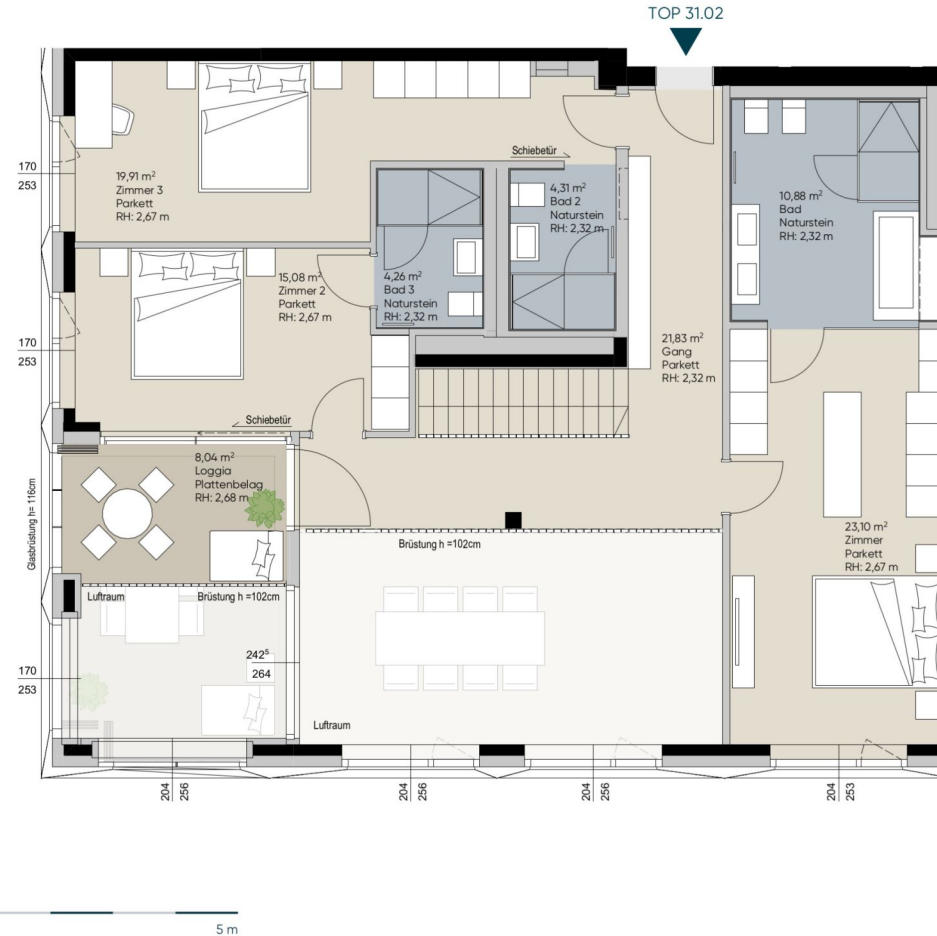 TOP 31.02
Schiebetür
170
253
19,91 m²
Zimmer 3
Parkett
RH: 2,67 m
4,31 m²
Bad 2
Naturstein
RH: 2,32 m
10,88 m²
Bad
Naturstein
RH: 2,32 m
15,08 m²
Zimmer 2
Parkett
RH: 2,67 m
4,26 m²
Bad 3
Naturstein
RH: 2,32 m
170
253
21,83 m²
Gang
Parkett
RH: 2,32 m
Schiebetür
8,04 m²
Loggia
Plattenbelag
RH: 2,68 m
Glasbrüstung h= 116cm
Brüstung h =102cm
23,10 m²
Zimmer
Parkett
RH: 2,67 m
Luftraum
Brüstung h =102cm
242⁵
264
170
253
Luftraum
204
256
204
256
204
256
204
253
5 m